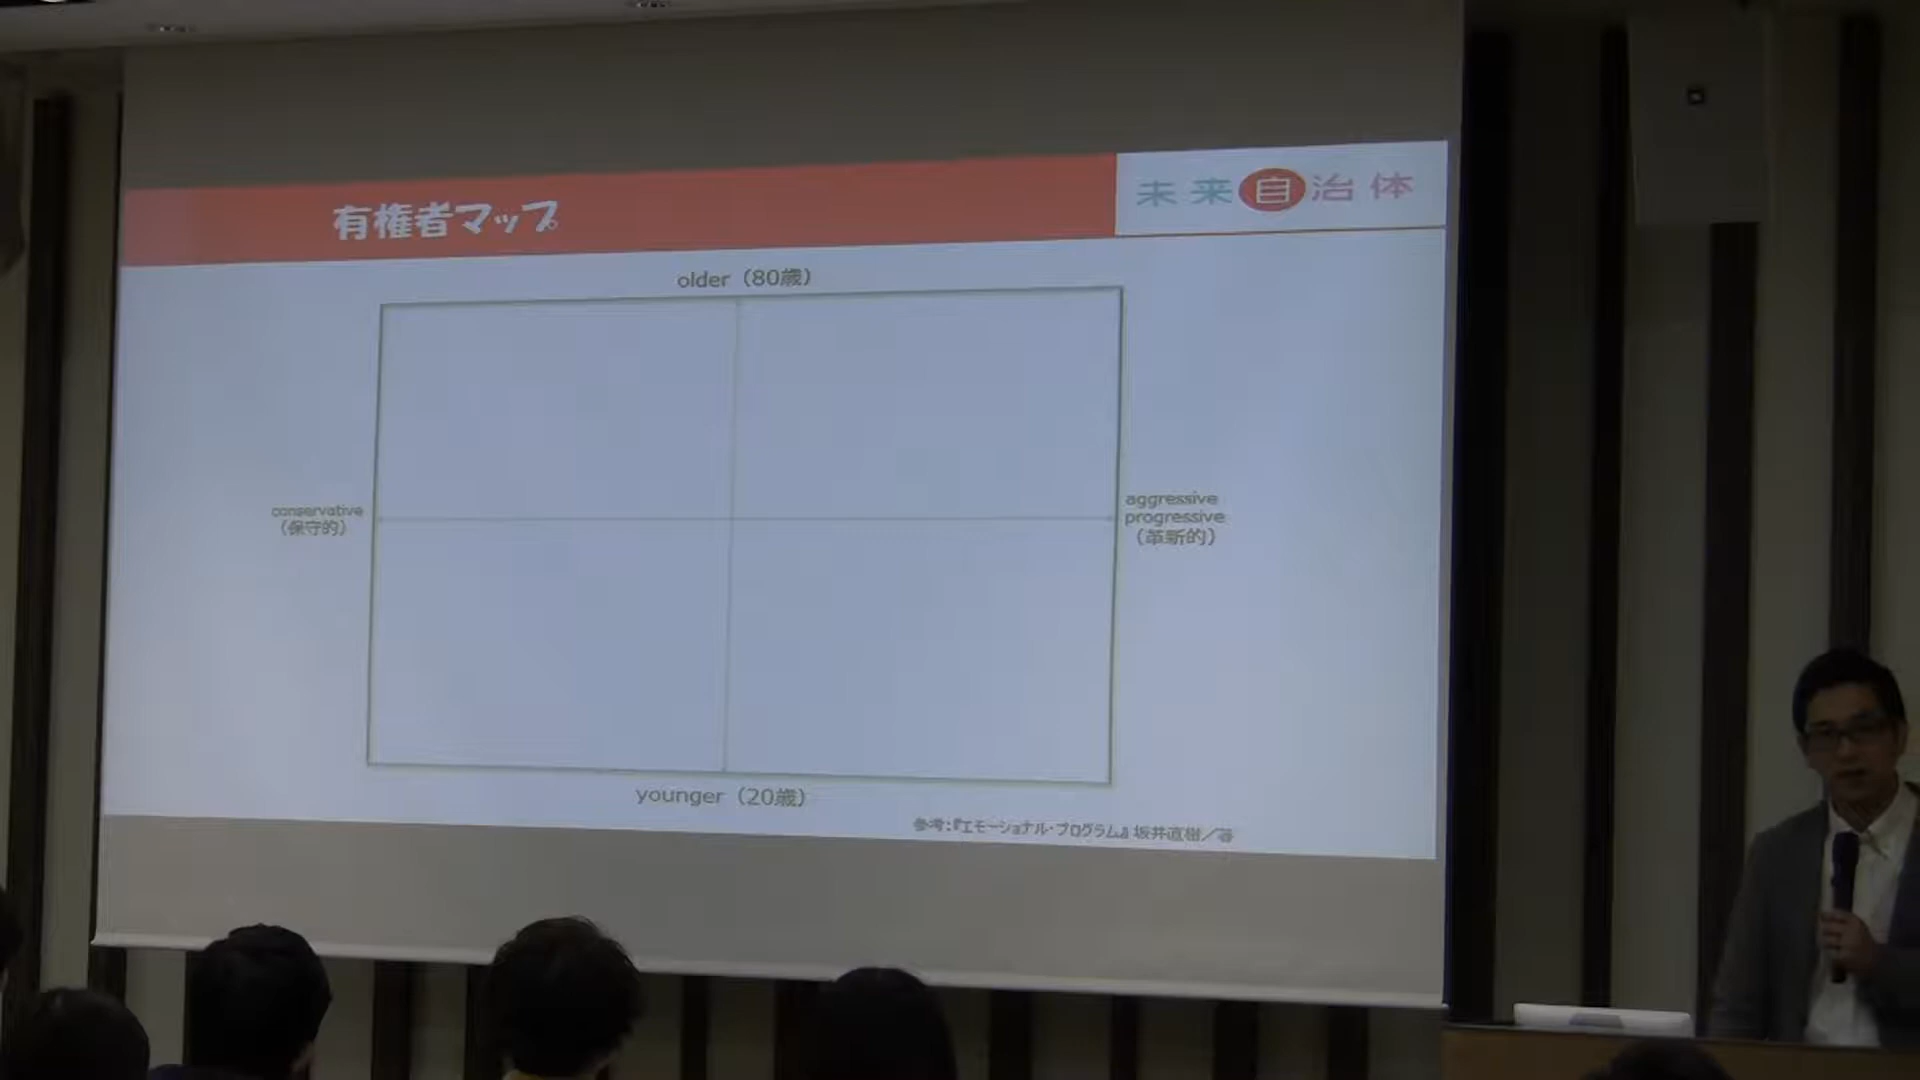 有権者マップ
未来自治体
older（80歳）
conservative
（保守的）
aggressive
progressive
（革新的）
younger（20歳）
参考：『エモーショナル・プログラム』坂井直樹／著